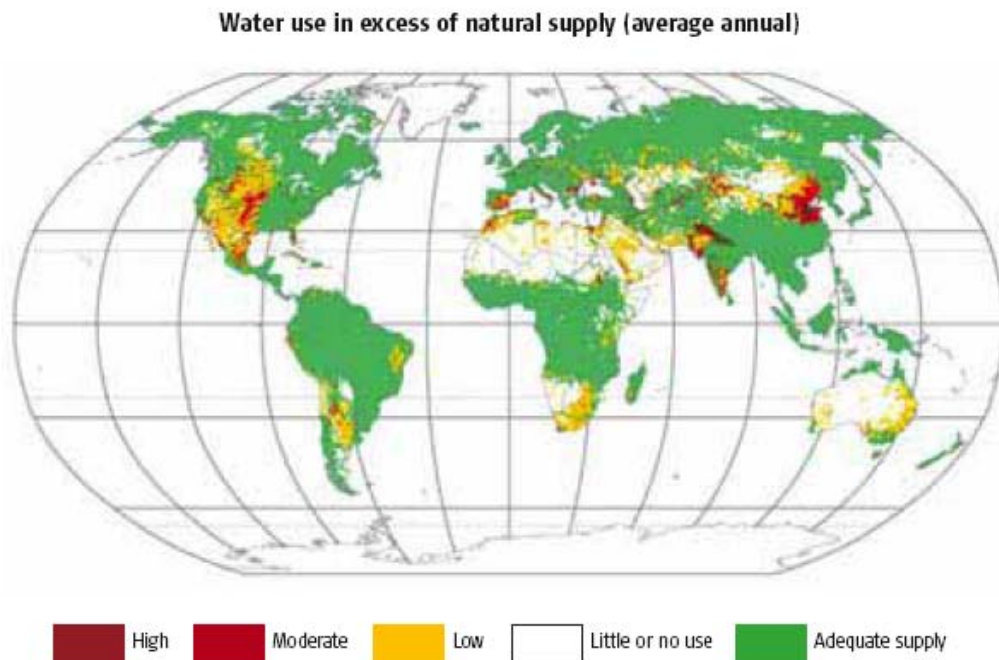 Water use in excess of natural supply (average annual)
High Moderate Low Little or no use Adequate supply